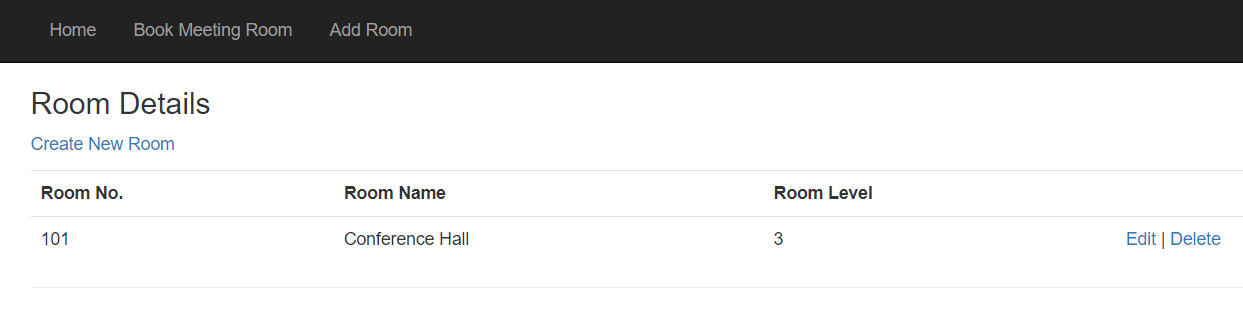 Home Book Meeting Room Add Room
Room Details
Create New Room
Room No. Room Name Room Level
101 Conference Hall 3 Edit | Delete